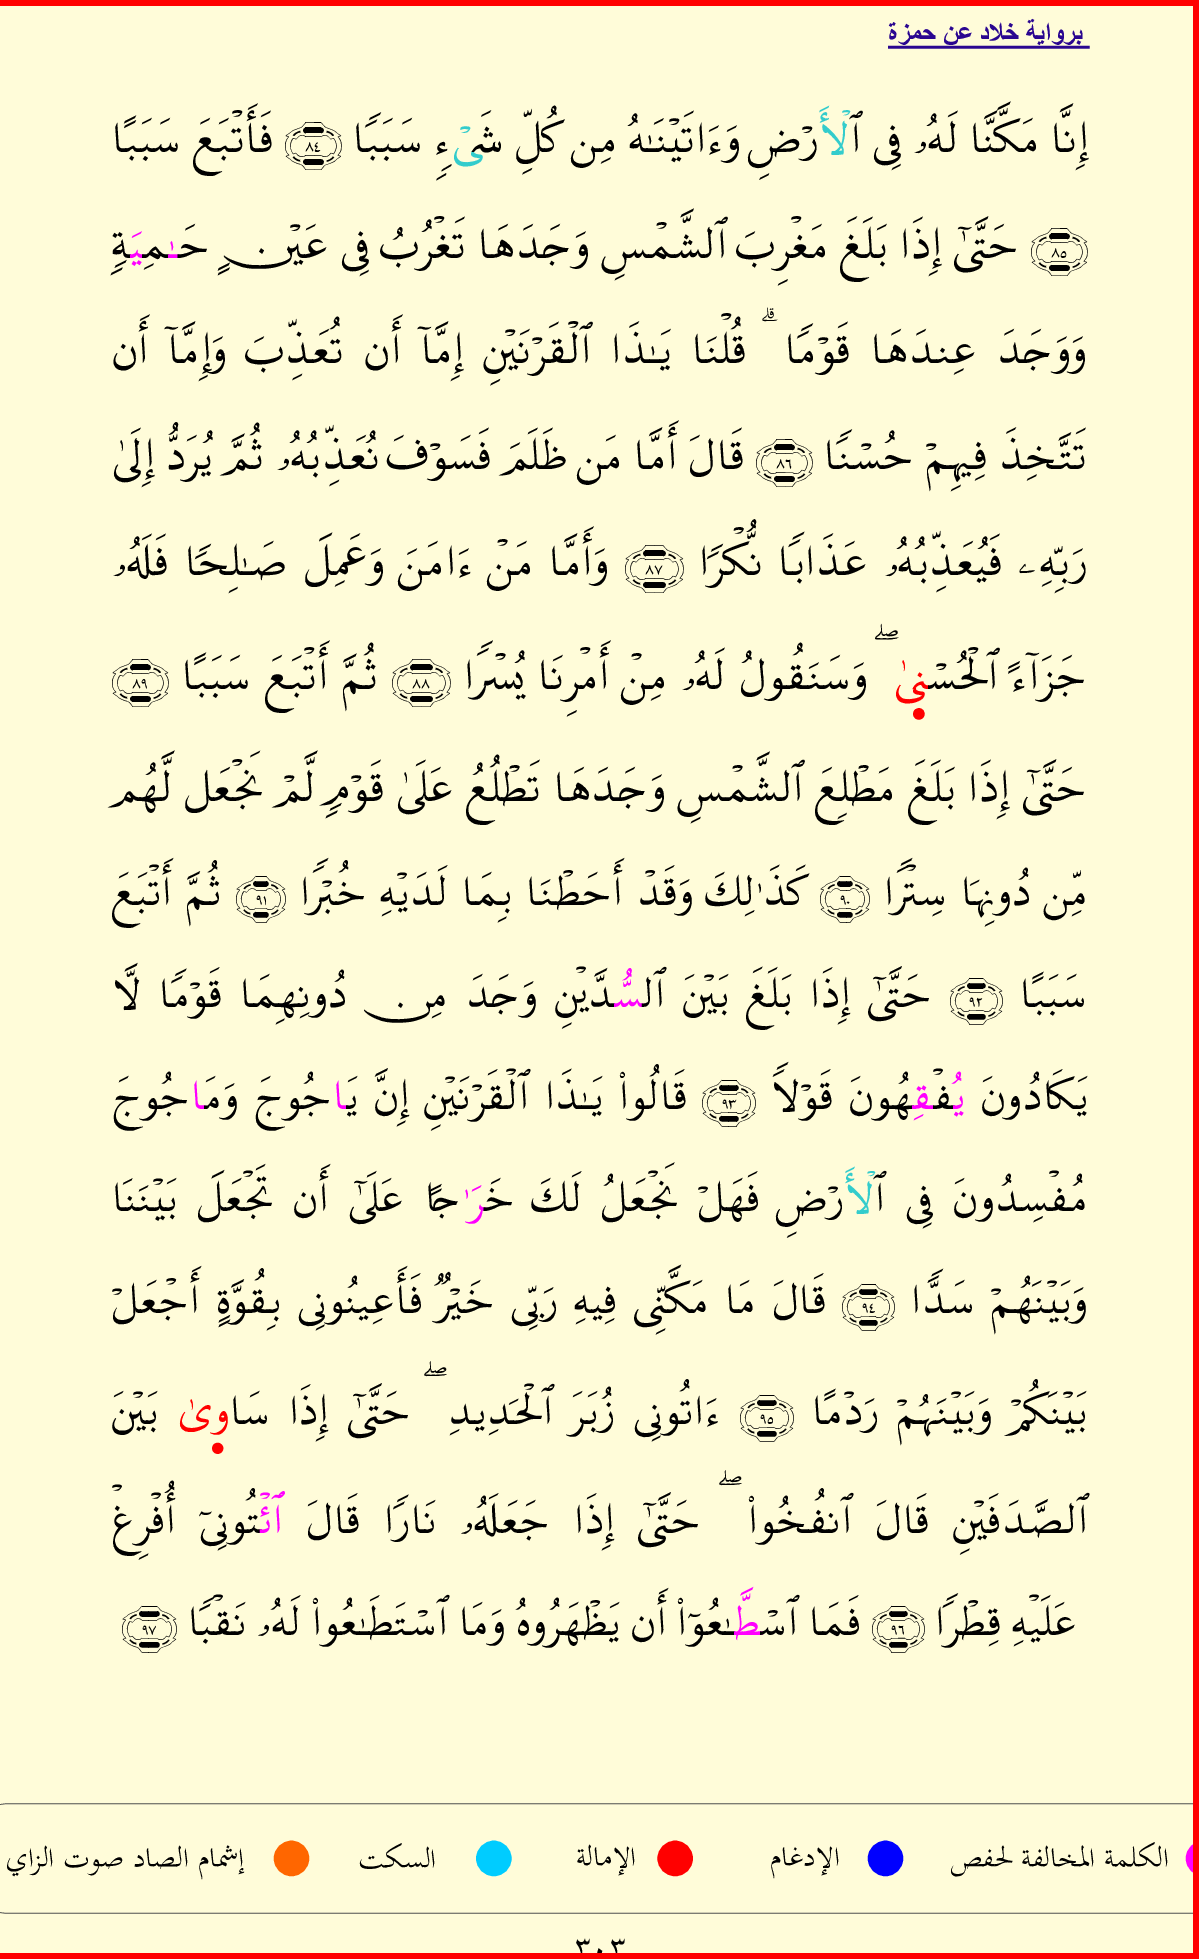 برواية خلاد عن حمزة
إِنَّا مَكَّنَّا لَهُۥ فِي ٱلۡأَرۡضِ وَءَاتَيۡنَٰهُ مِن كُلِّ شَيۡءٖ سَبَبٗا ٨٤ فَأَتۡبَعَ سَبَبًا
٨٥ حَتَّىٰٓ إِذَا بَلَغَ مَغۡرِبَ ٱلشَّمۡسِ وَجَدَهَا تَغۡرُبُ فِي عَيۡنٍ حَٰمِيَةٖ
وَوَجَدَ عِندَهَا قَوۡمٗاۗ قُلۡنَا يَٰذَا ٱلۡقَرۡنَيۡنِ إِمَّآ أَن تُعَذِّبَ وَإِمَّآ أَن
تَتَّخِذَ فِيهِمۡ حُسۡنٗا ٨٦ قَالَ أَمَّا مَن ظَلَمَ فَسَوۡفَ نُعَذِّبُهُۥ ثُمَّ يُرَدُّ إِلَىٰ
رَبِّهِۦ فَيُعَذِّبُهُۥ عَذَابٗا نُّكۡرٗا ٨٧ وَأَمَّا مَنۡ ءَامَنَ وَعَمِلَ صَٰلِحٗا فَلَهُۥ
جَزَآءً ٱلۡحُسۡنىٰۖ وَسَنَقُولُ لَهُۥ مِنۡ أَمۡرِنَا يُسۡرٗا ٨٨ ثُمَّ أَتۡبَعَ سَبَبًا ٨٩
حَتَّىٰٓ إِذَا بَلَغَ مَطۡلِعَ ٱلشَّمۡسِ وَجَدَهَا تَطۡلُعُ عَلَىٰ قَوۡمٖ لَّمۡ نَجۡعَل لَّهُم
مِّن دُونِهَا سِتۡرٗا ٩٠ كَذَٰلِكَ وَقَدۡ أَحَطۡنَا بِمَا لَدَيۡهِ خُبۡرٗا ٩١ ثُمَّ أَتۡبَعَ
سَبَبًا ٩٢ حَتَّىٰٓ إِذَا بَلَغَ بَيۡنَ ٱلسُّدَّيۡنِ وَجَدَ مِن دُونِهِمَا قَوۡمٗا لَّا
يَكَادُونَ يُفۡقِهُونَ قَوۡلٗا ٩٣ قَالُواْ يَٰذَا ٱلۡقَرۡنَيۡنِ إِنَّ يَاجُوجَ وَمَاجُوجَ
مُفۡسِدُونَ فِي ٱلۡأَرۡضِ فَهَلۡ نَجۡعَلُ لَكَ خَرَٰجًا عَلَىٰٓ أَن تَجۡعَلَ بَيۡنَنَا
وَبَيۡنَهُمۡ سَدّٗا ٩٤ قَالَ مَا مَكَّنِّي فِيهِ رَبِّي خَيۡرٞ فَأَعِينُونِي بِقُوَّةٍ أَجۡعَلۡ
بَيۡنَكُمۡ وَبَيۡنَهُمۡ رَدۡمًا ٩٥ ءَاتُونِي زُبَرَ ٱلۡحَدِيدِۖ حَتَّىٰٓ إِذَا سَاوىٰ بَيۡنَ
ٱلصَّدَفَيۡنِ قَالَ ٱنفُخُواْۖ حَتَّىٰٓ إِذَا جَعَلَهُۥ نَارٗا قَالَ ٱئۡتُونِيٓ أُفۡرِغۡ
عَلَيۡهِ قِطۡرٗا ٩٦ فَمَا ٱسۡطَّٰعُوٓاْ أَن يَظۡهَرُوهُ وَمَا ٱسۡتَطَٰعُواْ لَهُۥ نَقۡبٗا ٩٧
الكلمة المخالفة لحفص الإدغام الإمالة السكت إشمام الصاد صوت الزاي
٣٠٣